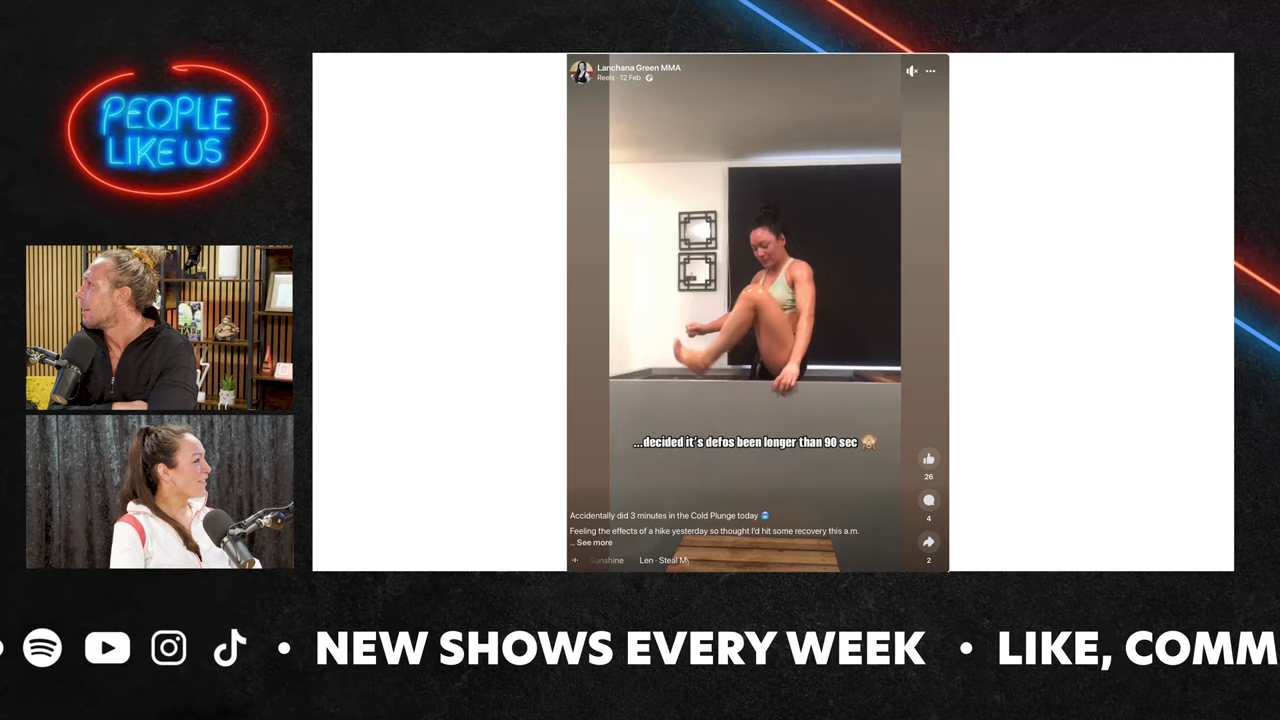 PEOPLE
LIKE US
Lanchana Green MMA
Reels · 12 Feb ·
...decided it's defos been longer than 90 sec 🙈
Accidentally did 3 minutes in the Cold Plunge today 🥶
Feeling the effects of a hike yesterday so thought I'd hit some recovery this a.m.
... See more
Sunshine Len · Steal My
26
4
2
• NEW SHOWS EVERY WEEK • LIKE, COMM